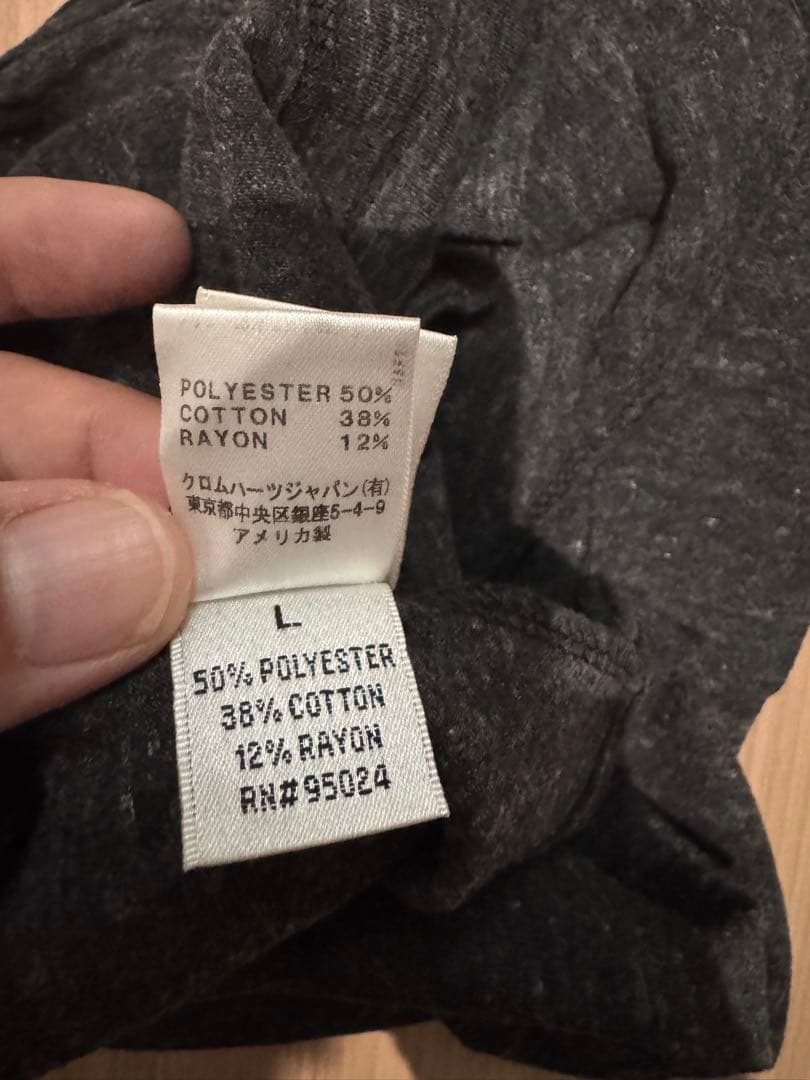 POLYESTER 50%
COTTON 38%
RAYON 12%
クロムハーツジャパン(有)
東京都中央区銀座5-4-9
アメリカ製
L
50% POLYESTER
38% COTTON
12% RAYON
RN# 95024